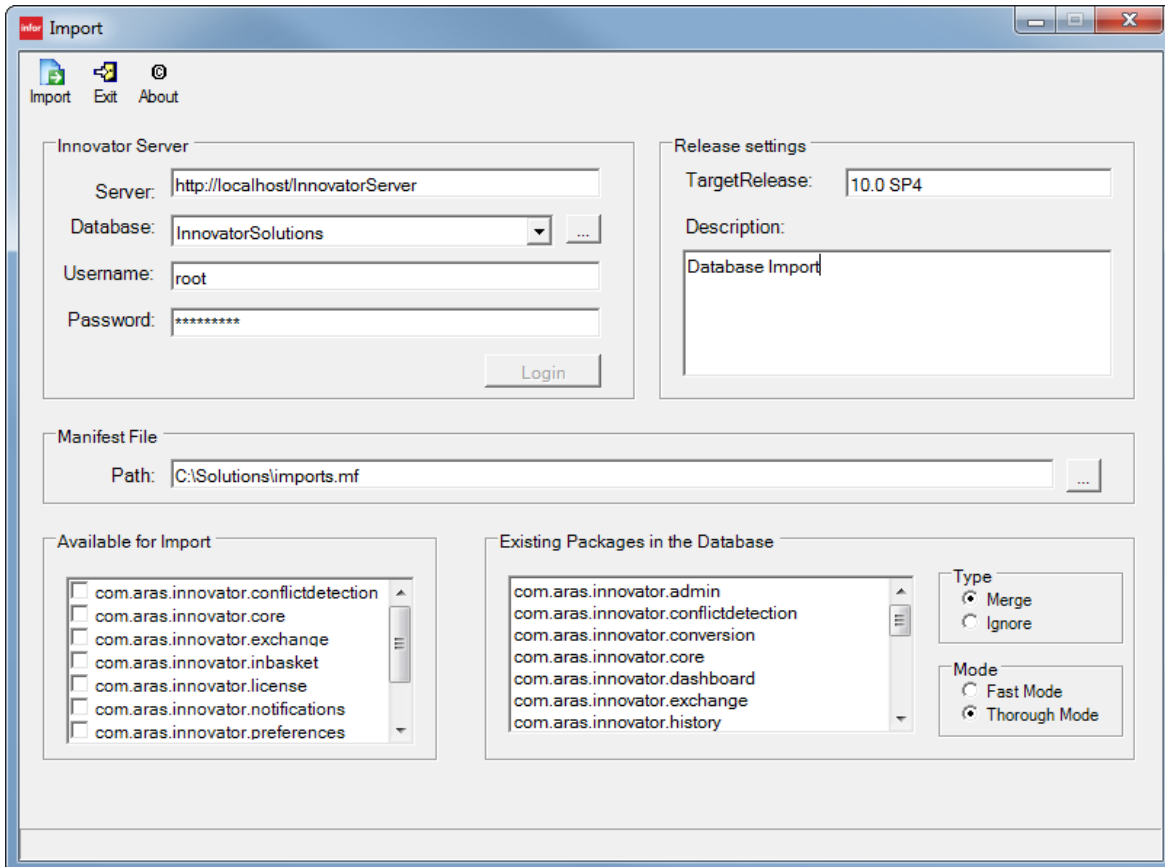 infor Import
Import Exit About
Innovator Server
Server: http://localhost/InnovatorServer
Database: InnovatorSolutions ...
Username: root
Password: *********
Login
Release settings
TargetRelease: 10.0 SP4
Description:
Database Import
Manifest File
Path: C:\Solutions\imports.mf ...
Available for Import
com.aras.innovator.conflictdetection
com.aras.innovator.core
com.aras.innovator.exchange
com.aras.innovator.inbasket
com.aras.innovator.license
com.aras.innovator.notifications
com.aras.innovator.preferences
Existing Packages in the Database
com.aras.innovator.admin
com.aras.innovator.conflictdetection
com.aras.innovator.conversion
com.aras.innovator.core
com.aras.innovator.dashboard
com.aras.innovator.exchange
com.aras.innovator.history
Type
Merge
Ignore
Mode
Fast Mode
Thorough Mode